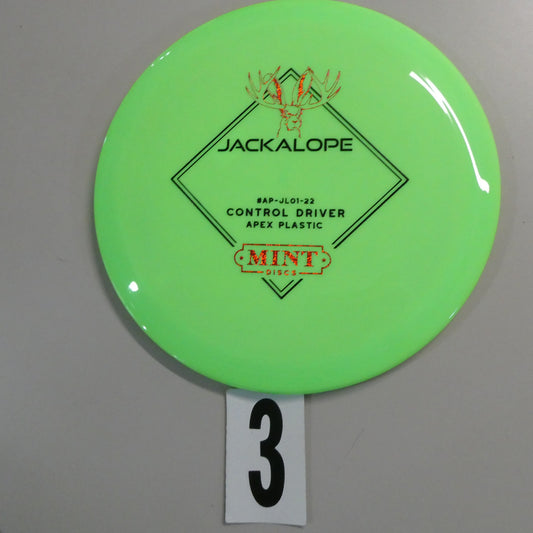 JACKALOPE
#AP-JL01-22
CONTROL DRIVER
APEX PLASTIC
MINT
DISCS
3